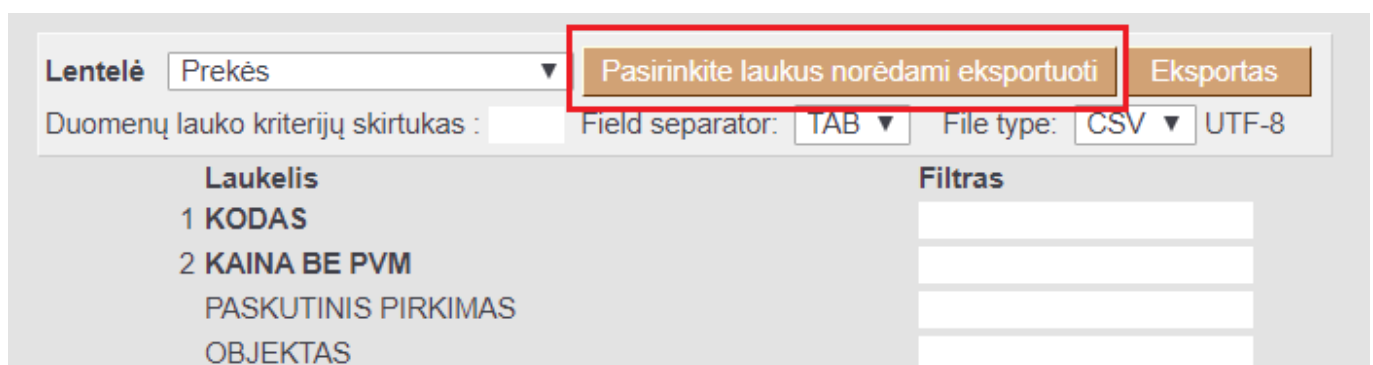 Lentelė Prekės ▼ Pasirinkite laukus norėdami eksportuoti Eksportas
Duomenų lauko kriterijų skirtukas : Field separator: TAB ▼ File type: CSV ▼ UTF-8
Laukelis Filtras
1 KODAS
2 KAINA BE PVM
PASKUTINIS PIRKIMAS
OBJEKTAS